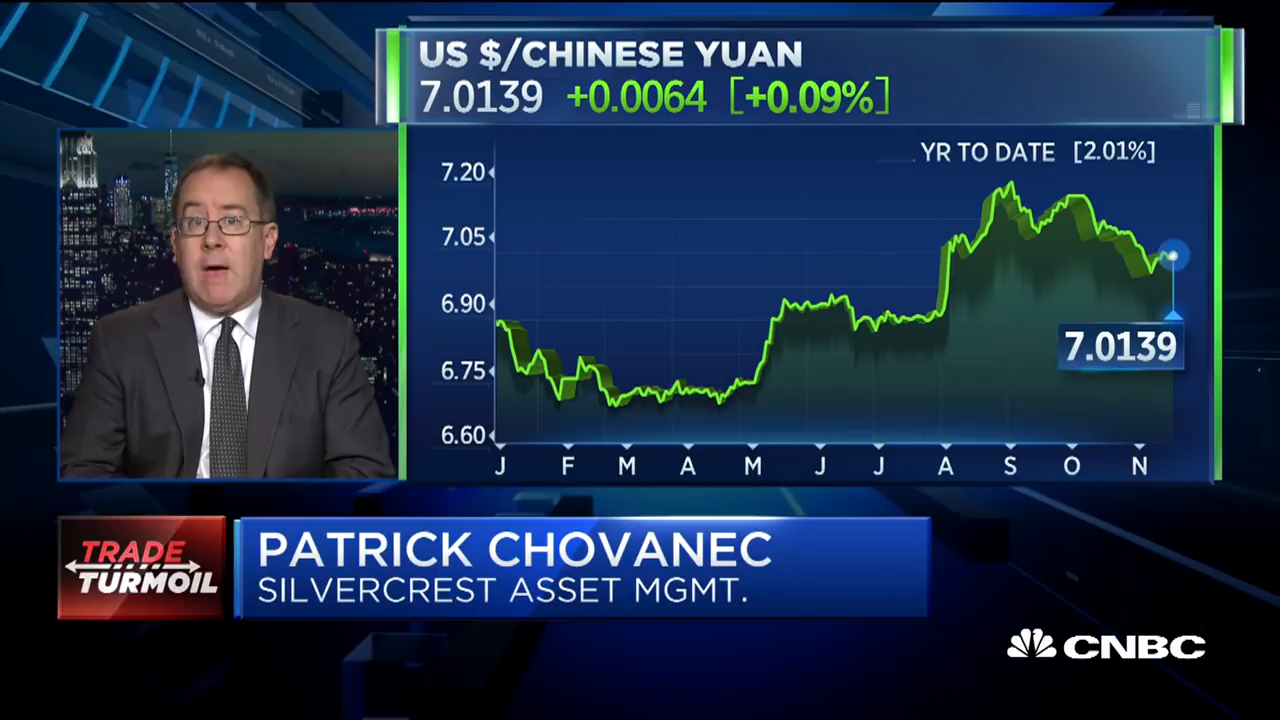 US $/CHINESE YUAN
7.0139 +0.0064 [+0.09%]
YR TO DATE [2.01%]
7.20
7.05
6.90
6.75
6.60
7.0139
J F M A M J J A S O N
TRADE
TURMOIL
PATRICK CHOVANEC
SILVERCREST ASSET MGMT.
CNBC